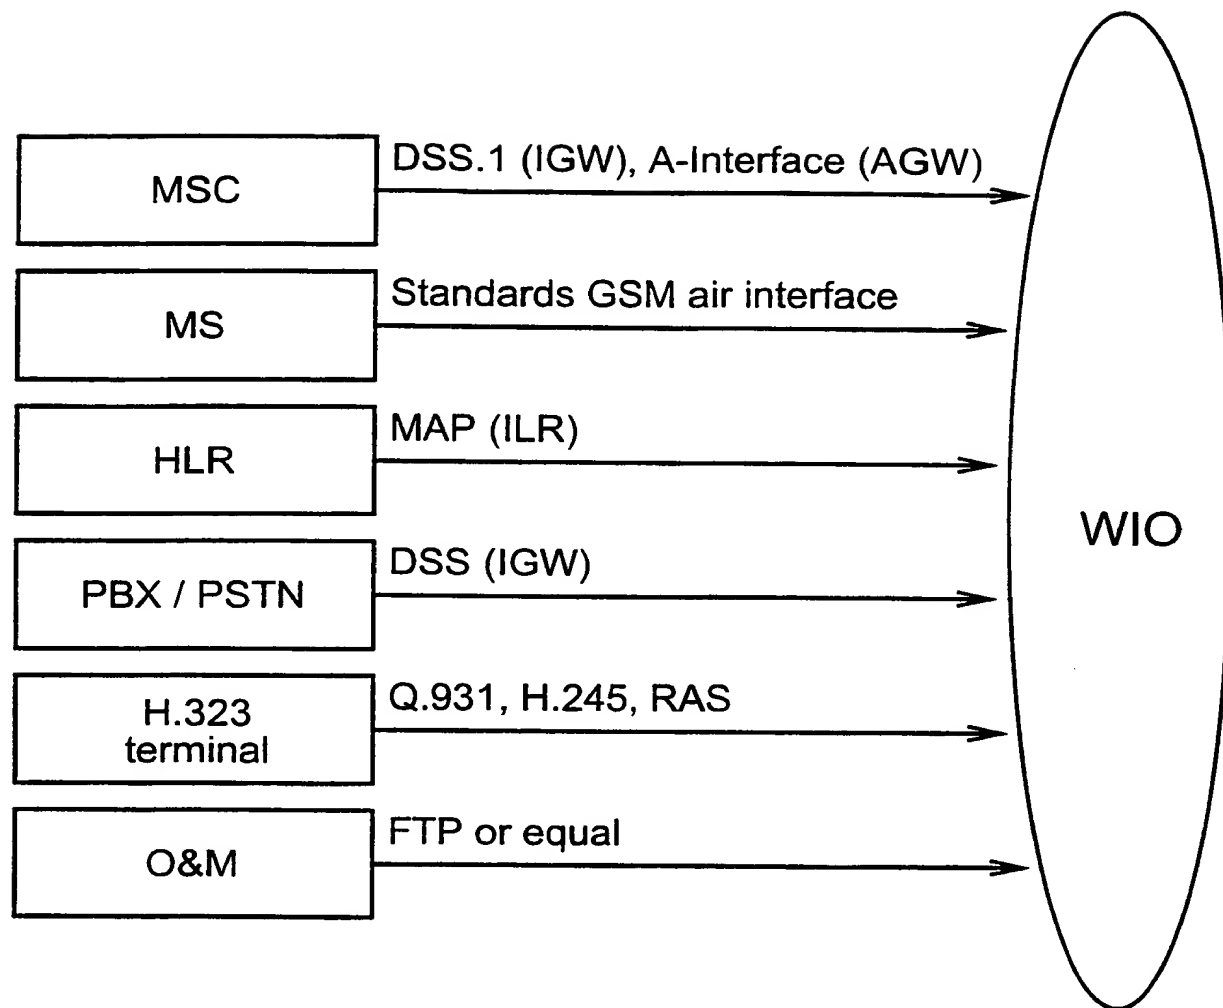 DSS.1 (IGW), A-Interface (AGW)
MSC
Standards GSM air interface
MS
MAP (ILR)
HLR
WIO
DSS (IGW)
PBX / PSTN
Q.931, H.245, RAS
H.323
terminal
FTP or equal
O&M